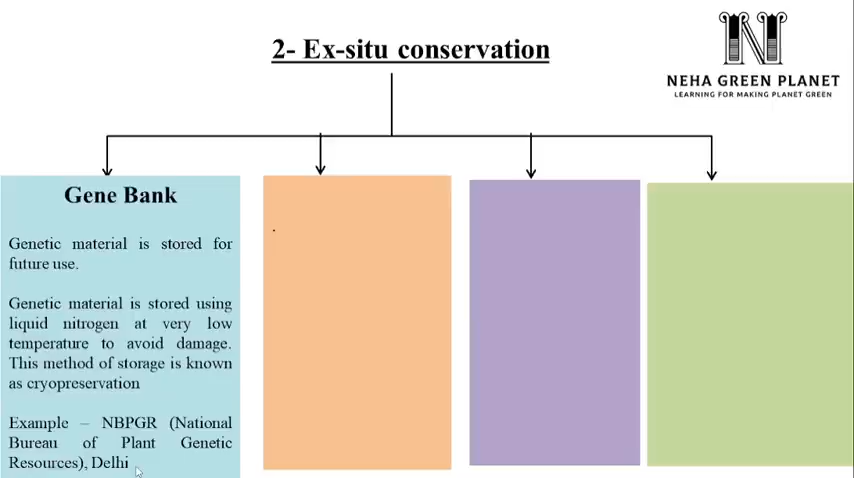 2- Ex-situ conservation
N
NEHA GREEN PLANET
LEARNING FOR MAKING PLANET GREEN
Gene Bank
Genetic material is stored for
future use.
Genetic material is stored using
liquid nitrogen at very low
temperature to avoid damage.
This method of storage is known
as cryopreservation
Example – NBPGR (National
Bureau of Plant Genetic
Resources), Delhi
.